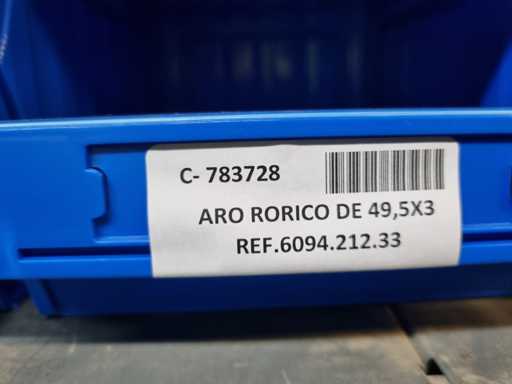 C- 783728
ARO RORICO DE 49,5X3
REF.6094.212.33